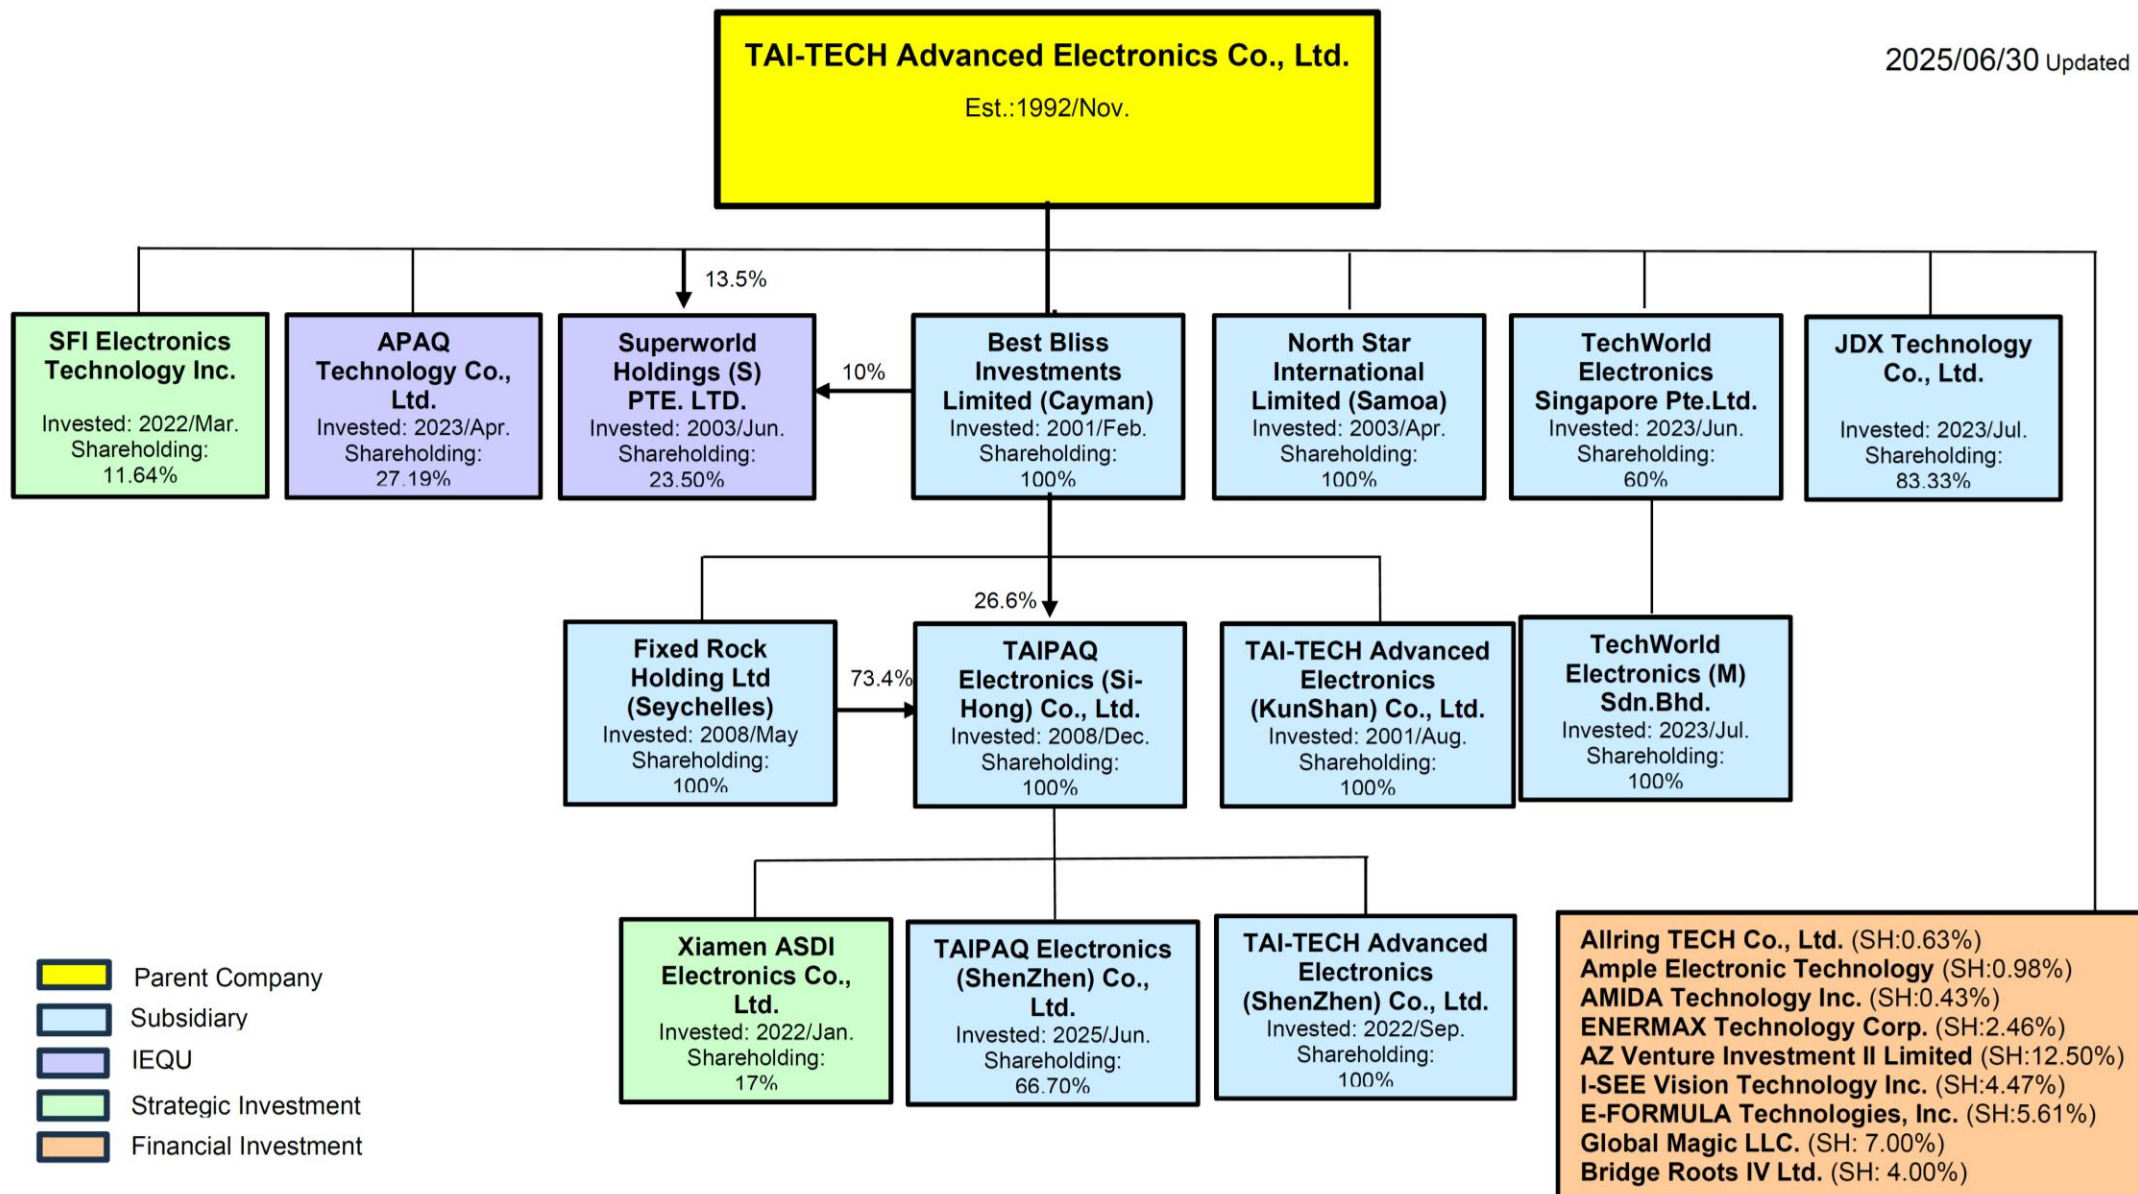 TAI-TECH Advanced Electronics Co., Ltd.
Est.:1992/Nov.
2025/06/30 Updated
13.5%
SFI Electronics
Technology Inc.
Invested: 2022/Mar.
Shareholding:
11.64%
APAQ
Technology Co.,
Ltd.
Invested: 2023/Apr.
Shareholding:
27.19%
Superworld
Holdings (S)
PTE. LTD.
Invested: 2003/Jun.
Shareholding:
23.50%
10%
Best Bliss
Investments
Limited (Cayman)
Invested: 2001/Feb.
Shareholding:
100%
North Star
International
Limited (Samoa)
Invested: 2003/Apr.
Shareholding:
100%
TechWorld
Electronics
Singapore Pte.Ltd.
Invested: 2023/Jun.
Shareholding:
60%
JDX Technology
Co., Ltd.
Invested: 2023/Jul.
Shareholding:
83.33%
26.6%
Fixed Rock
Holding Ltd
(Seychelles)
Invested: 2008/May
Shareholding:
100%
73.4%
TAIPAQ
Electronics (Si-
Hong) Co., Ltd.
Invested: 2008/Dec.
Shareholding:
100%
TAI-TECH Advanced
Electronics
(KunShan) Co., Ltd.
Invested: 2001/Aug.
Shareholding:
100%
TechWorld
Electronics (M)
Sdn.Bhd.
Invested: 2023/Jul.
Shareholding:
100%
Xiamen ASDI
Electronics Co.,
Ltd.
Invested: 2022/Jan.
Shareholding:
17%
TAIPAQ Electronics
(ShenZhen) Co.,
Ltd.
Invested: 2025/Jun.
Shareholding:
66.70%
TAI-TECH Advanced
Electronics
(ShenZhen) Co., Ltd.
Invested: 2022/Sep.
Shareholding:
100%
Allring TECH Co., Ltd. (SH:0.63%)
Ample Electronic Technology (SH:0.98%)
AMIDA Technology Inc. (SH:0.43%)
ENERMAX Technology Corp. (SH:2.46%)
AZ Venture Investment II Limited (SH:12.50%)
I-SEE Vision Technology Inc. (SH:4.47%)
E-FORMULA Technologies, Inc. (SH:5.61%)
Global Magic LLC. (SH: 7.00%)
Bridge Roots IV Ltd. (SH: 4.00%)
Parent Company
Subsidiary
IEQU
Strategic Investment
Financial Investment